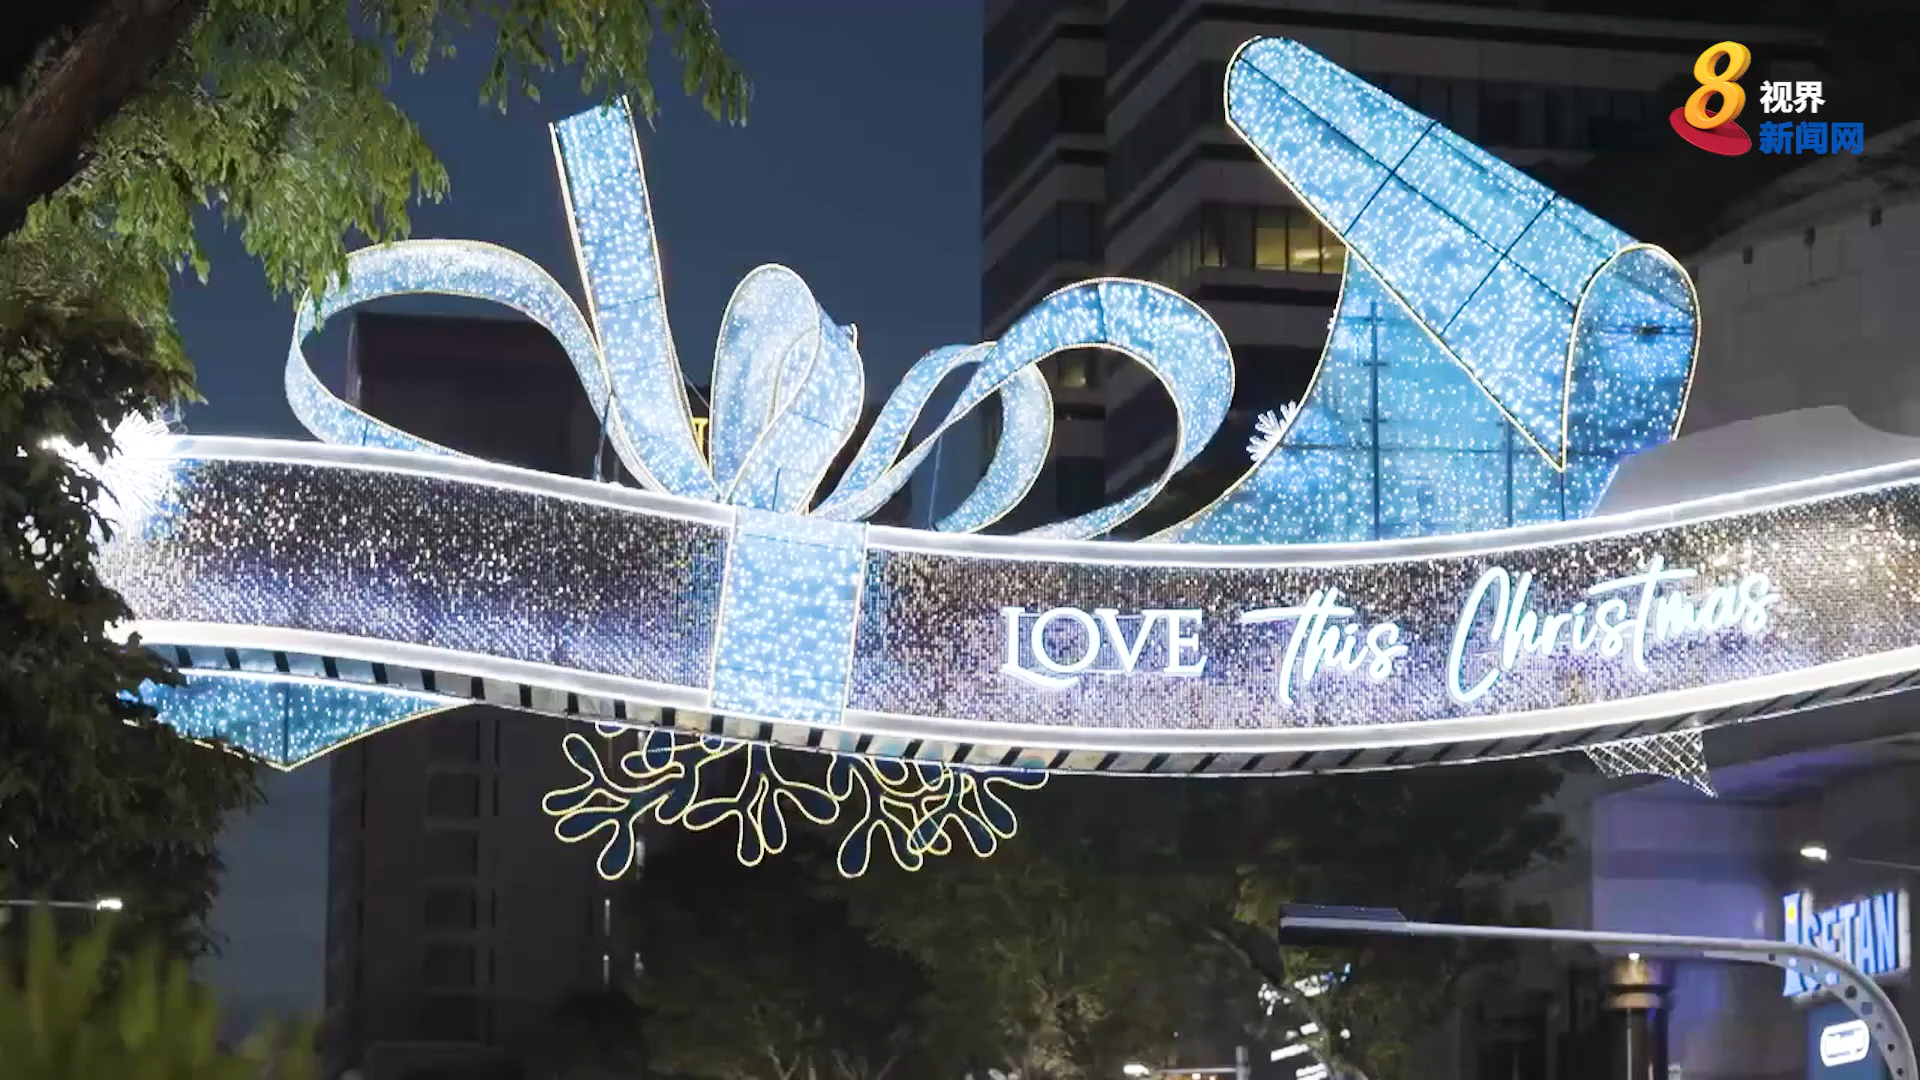 8 视界
新闻网
LOVE this Christmas
ISETAN